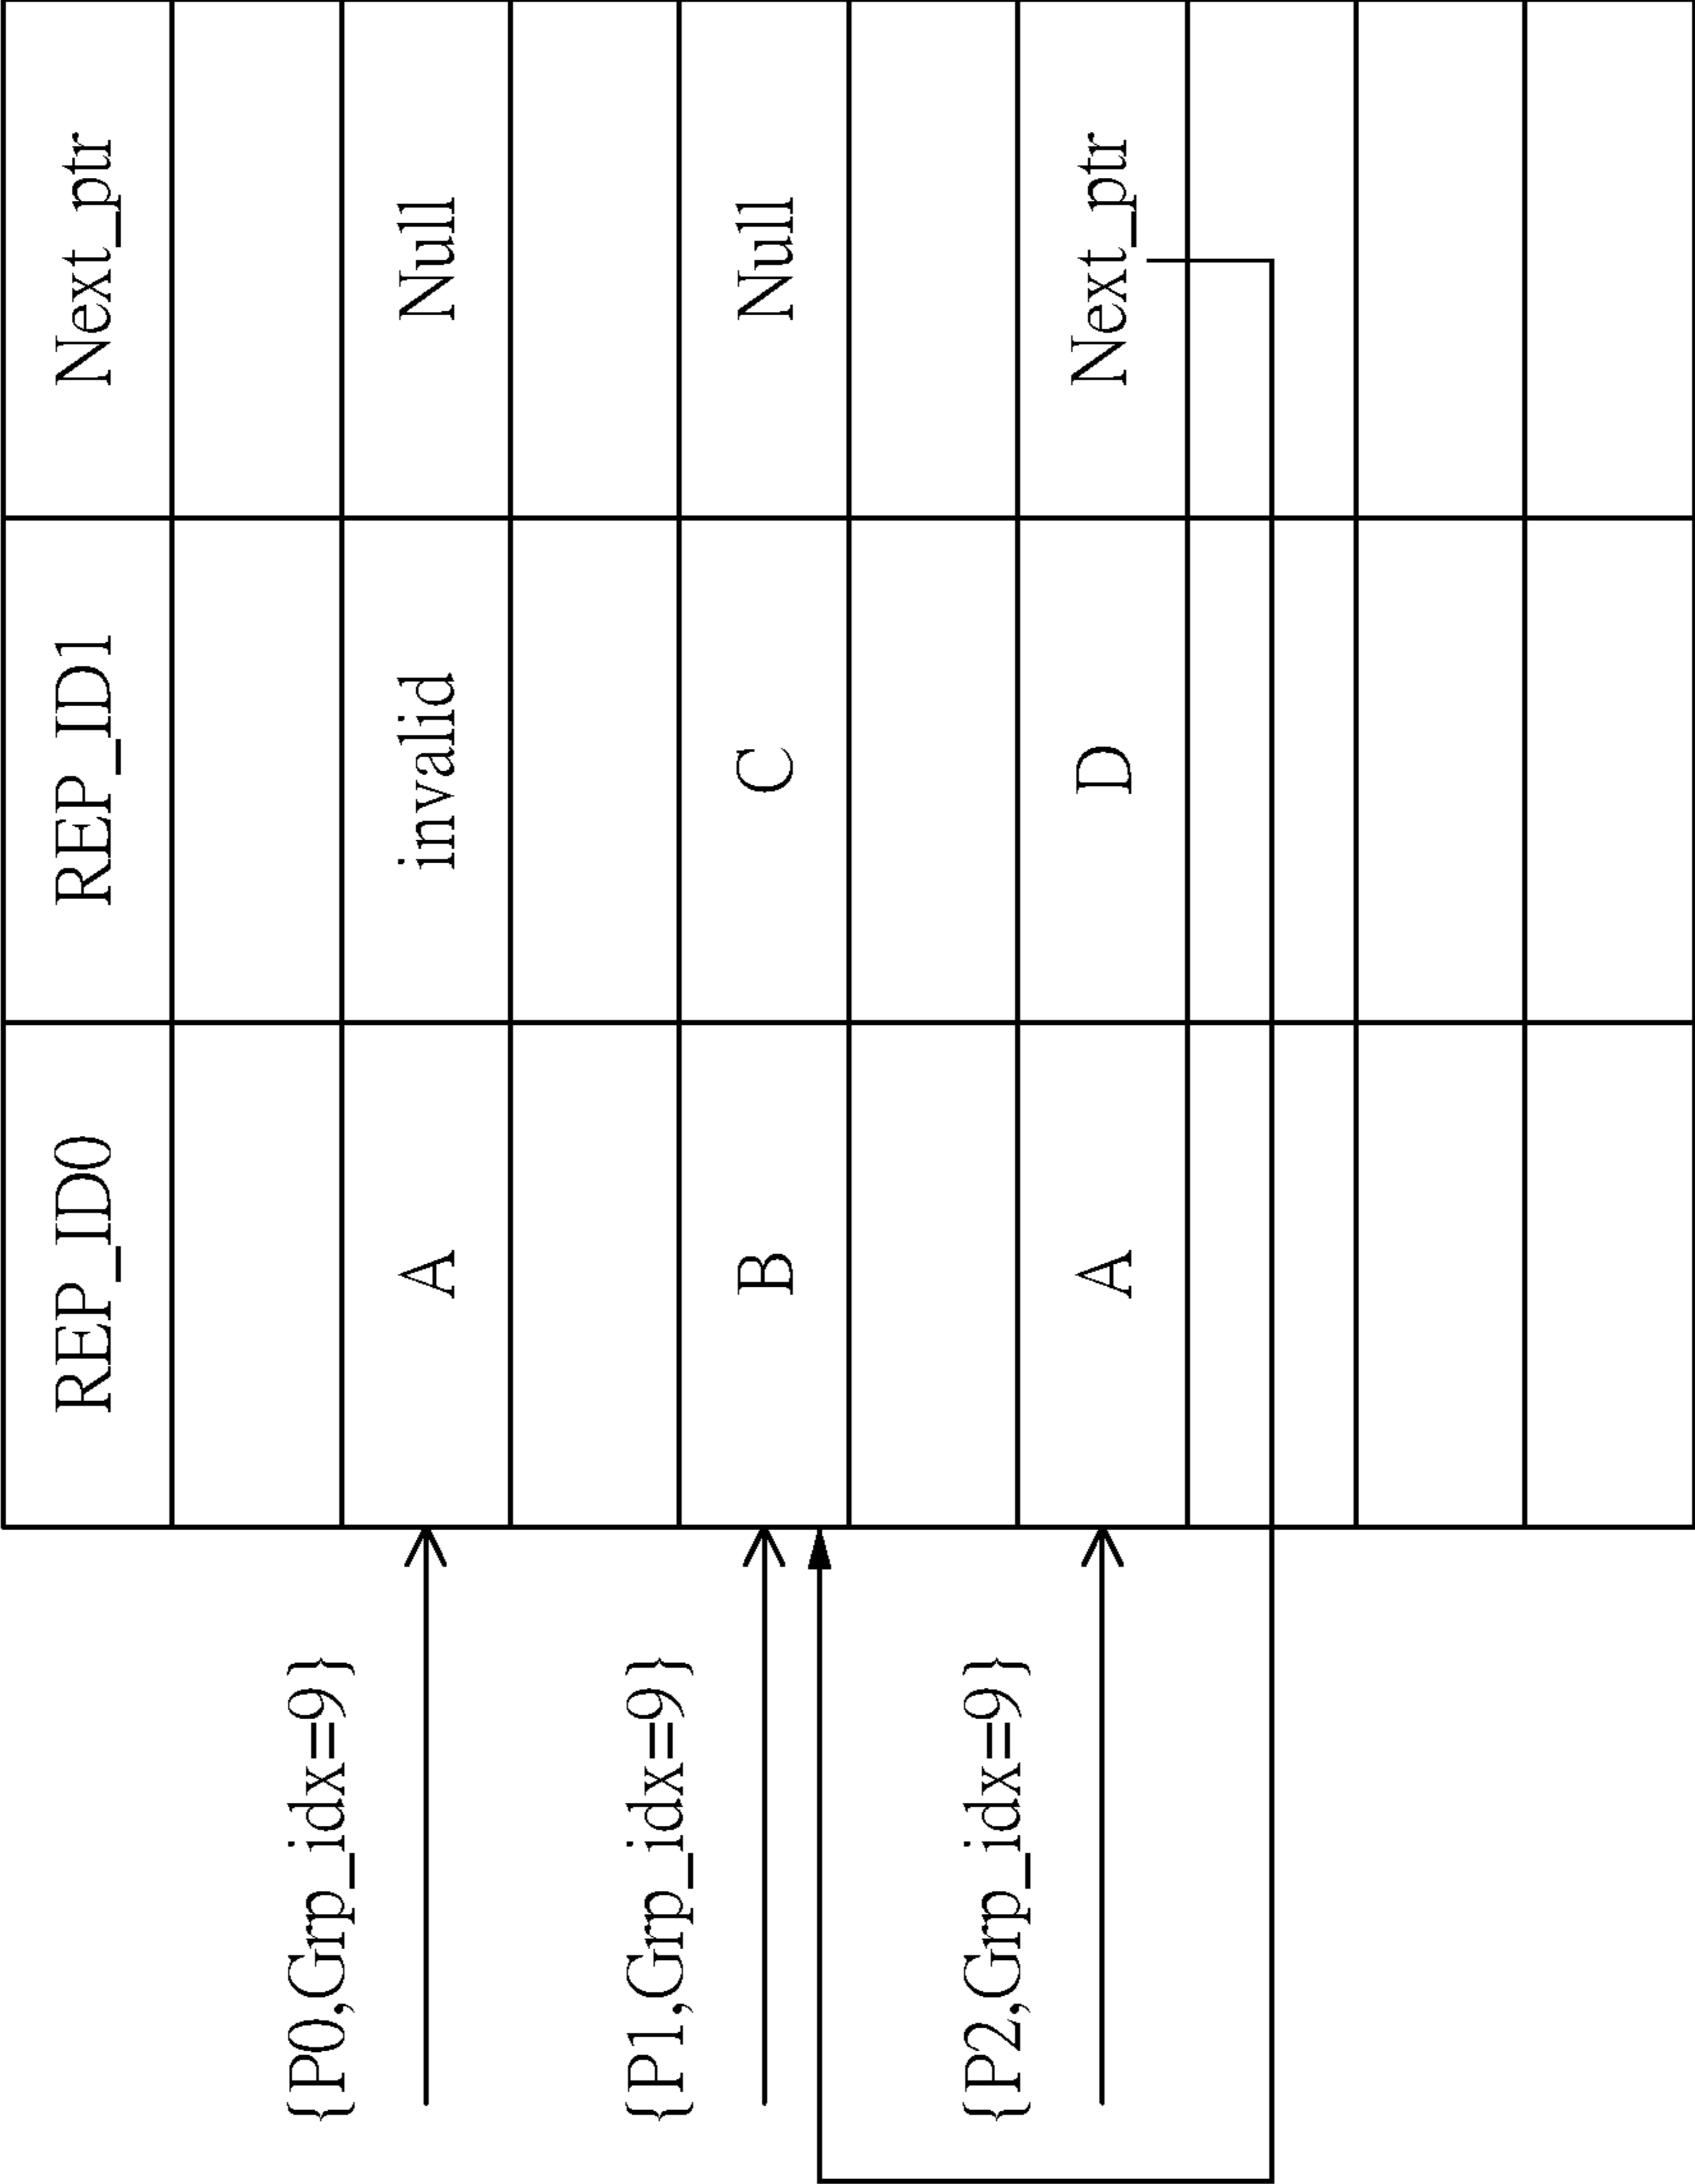 REP_ID0 REP_ID1 Next_ptr
{P0,Grp_idx=9}
A invalid Null
{P1,Grp_idx=9}
B C Null
{P2,Grp_idx=9}
A D Next_ptr